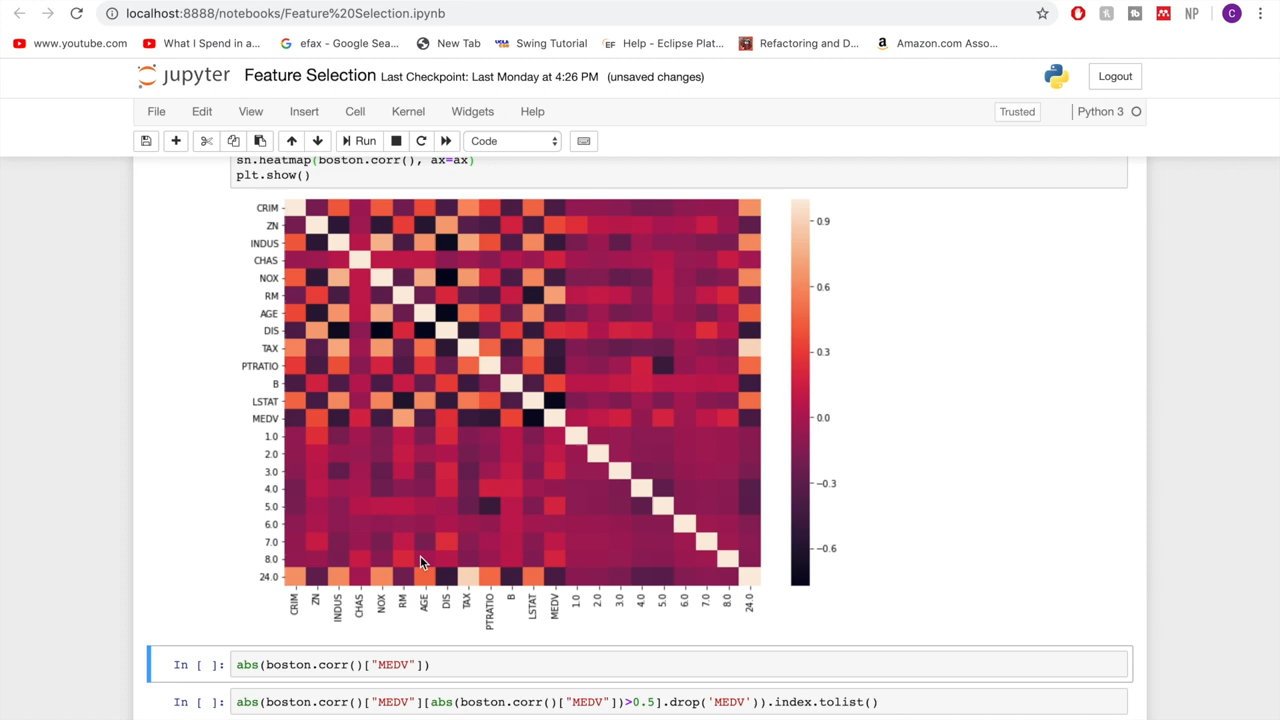 localhost:8888/notebooks/Feature%20Selection.ipynb
NP
C
www.youtube.com What I Spend in a... efax - Google Sea... New Tab UCLA CSS Swing Tutorial EF Help - Eclipse Plat... Refactoring and D... a Amazon.com Asso...
jupyter Feature Selection Last Checkpoint: Last Monday at 4:26 PM (unsaved changes) Logout
File Edit View Insert Cell Kernel Widgets Help Trusted Python 3
Run Code
sn.heatmap(boston.corr(), ax=ax)
plt.show()
CRIM
ZN
INDUS
CHAS
NOX
RM
AGE
DIS
TAX
PTRATIO
B
LSTAT
MEDV
1.0
2.0
3.0
4.0
5.0
6.0
7.0
8.0
24.0
CRIM ZN INDUS CHAS NOX RM AGE DIS TAX PTRATIO B LSTAT MEDV 1.0 2.0 3.0 4.0 5.0 6.0 7.0 8.0 24.0
0.9
0.6
0.3
0.0
−0.3
−0.6
In [ ]: abs(boston.corr()["MEDV"])
In [ ]: abs(boston.corr()["MEDV"][abs(boston.corr()["MEDV"])>0.5].drop('MEDV')).index.tolist()